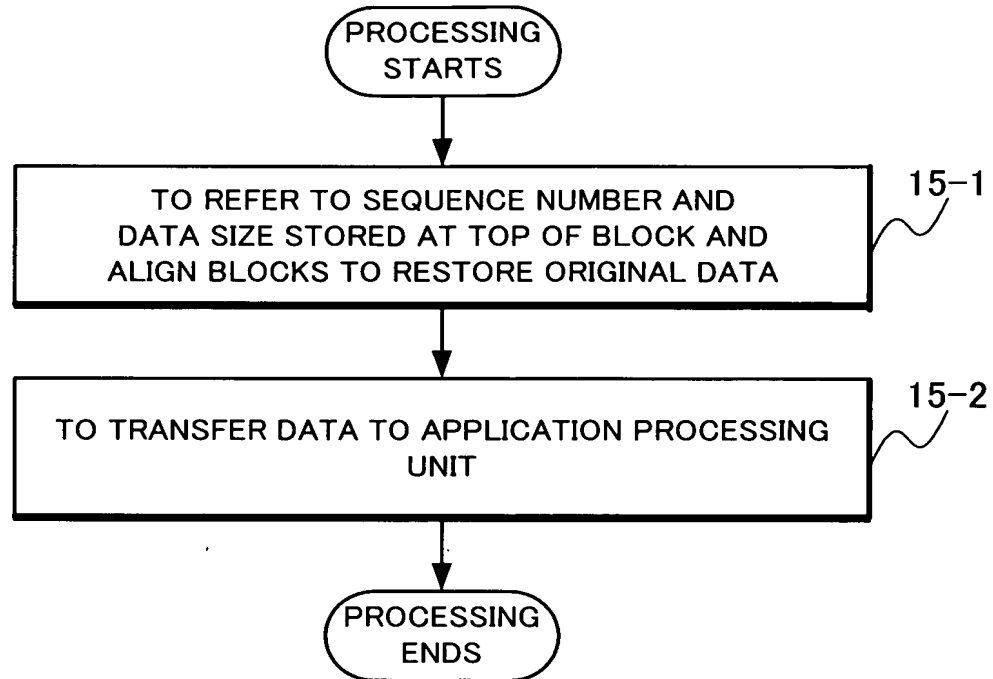 PROCESSING
STARTS
TO REFER TO SEQUENCE NUMBER AND
DATA SIZE STORED AT TOP OF BLOCK AND
ALIGN BLOCKS TO RESTORE ORIGINAL DATA
15-1
TO TRANSFER DATA TO APPLICATION PROCESSING
UNIT
15-2
PROCESSING
ENDS